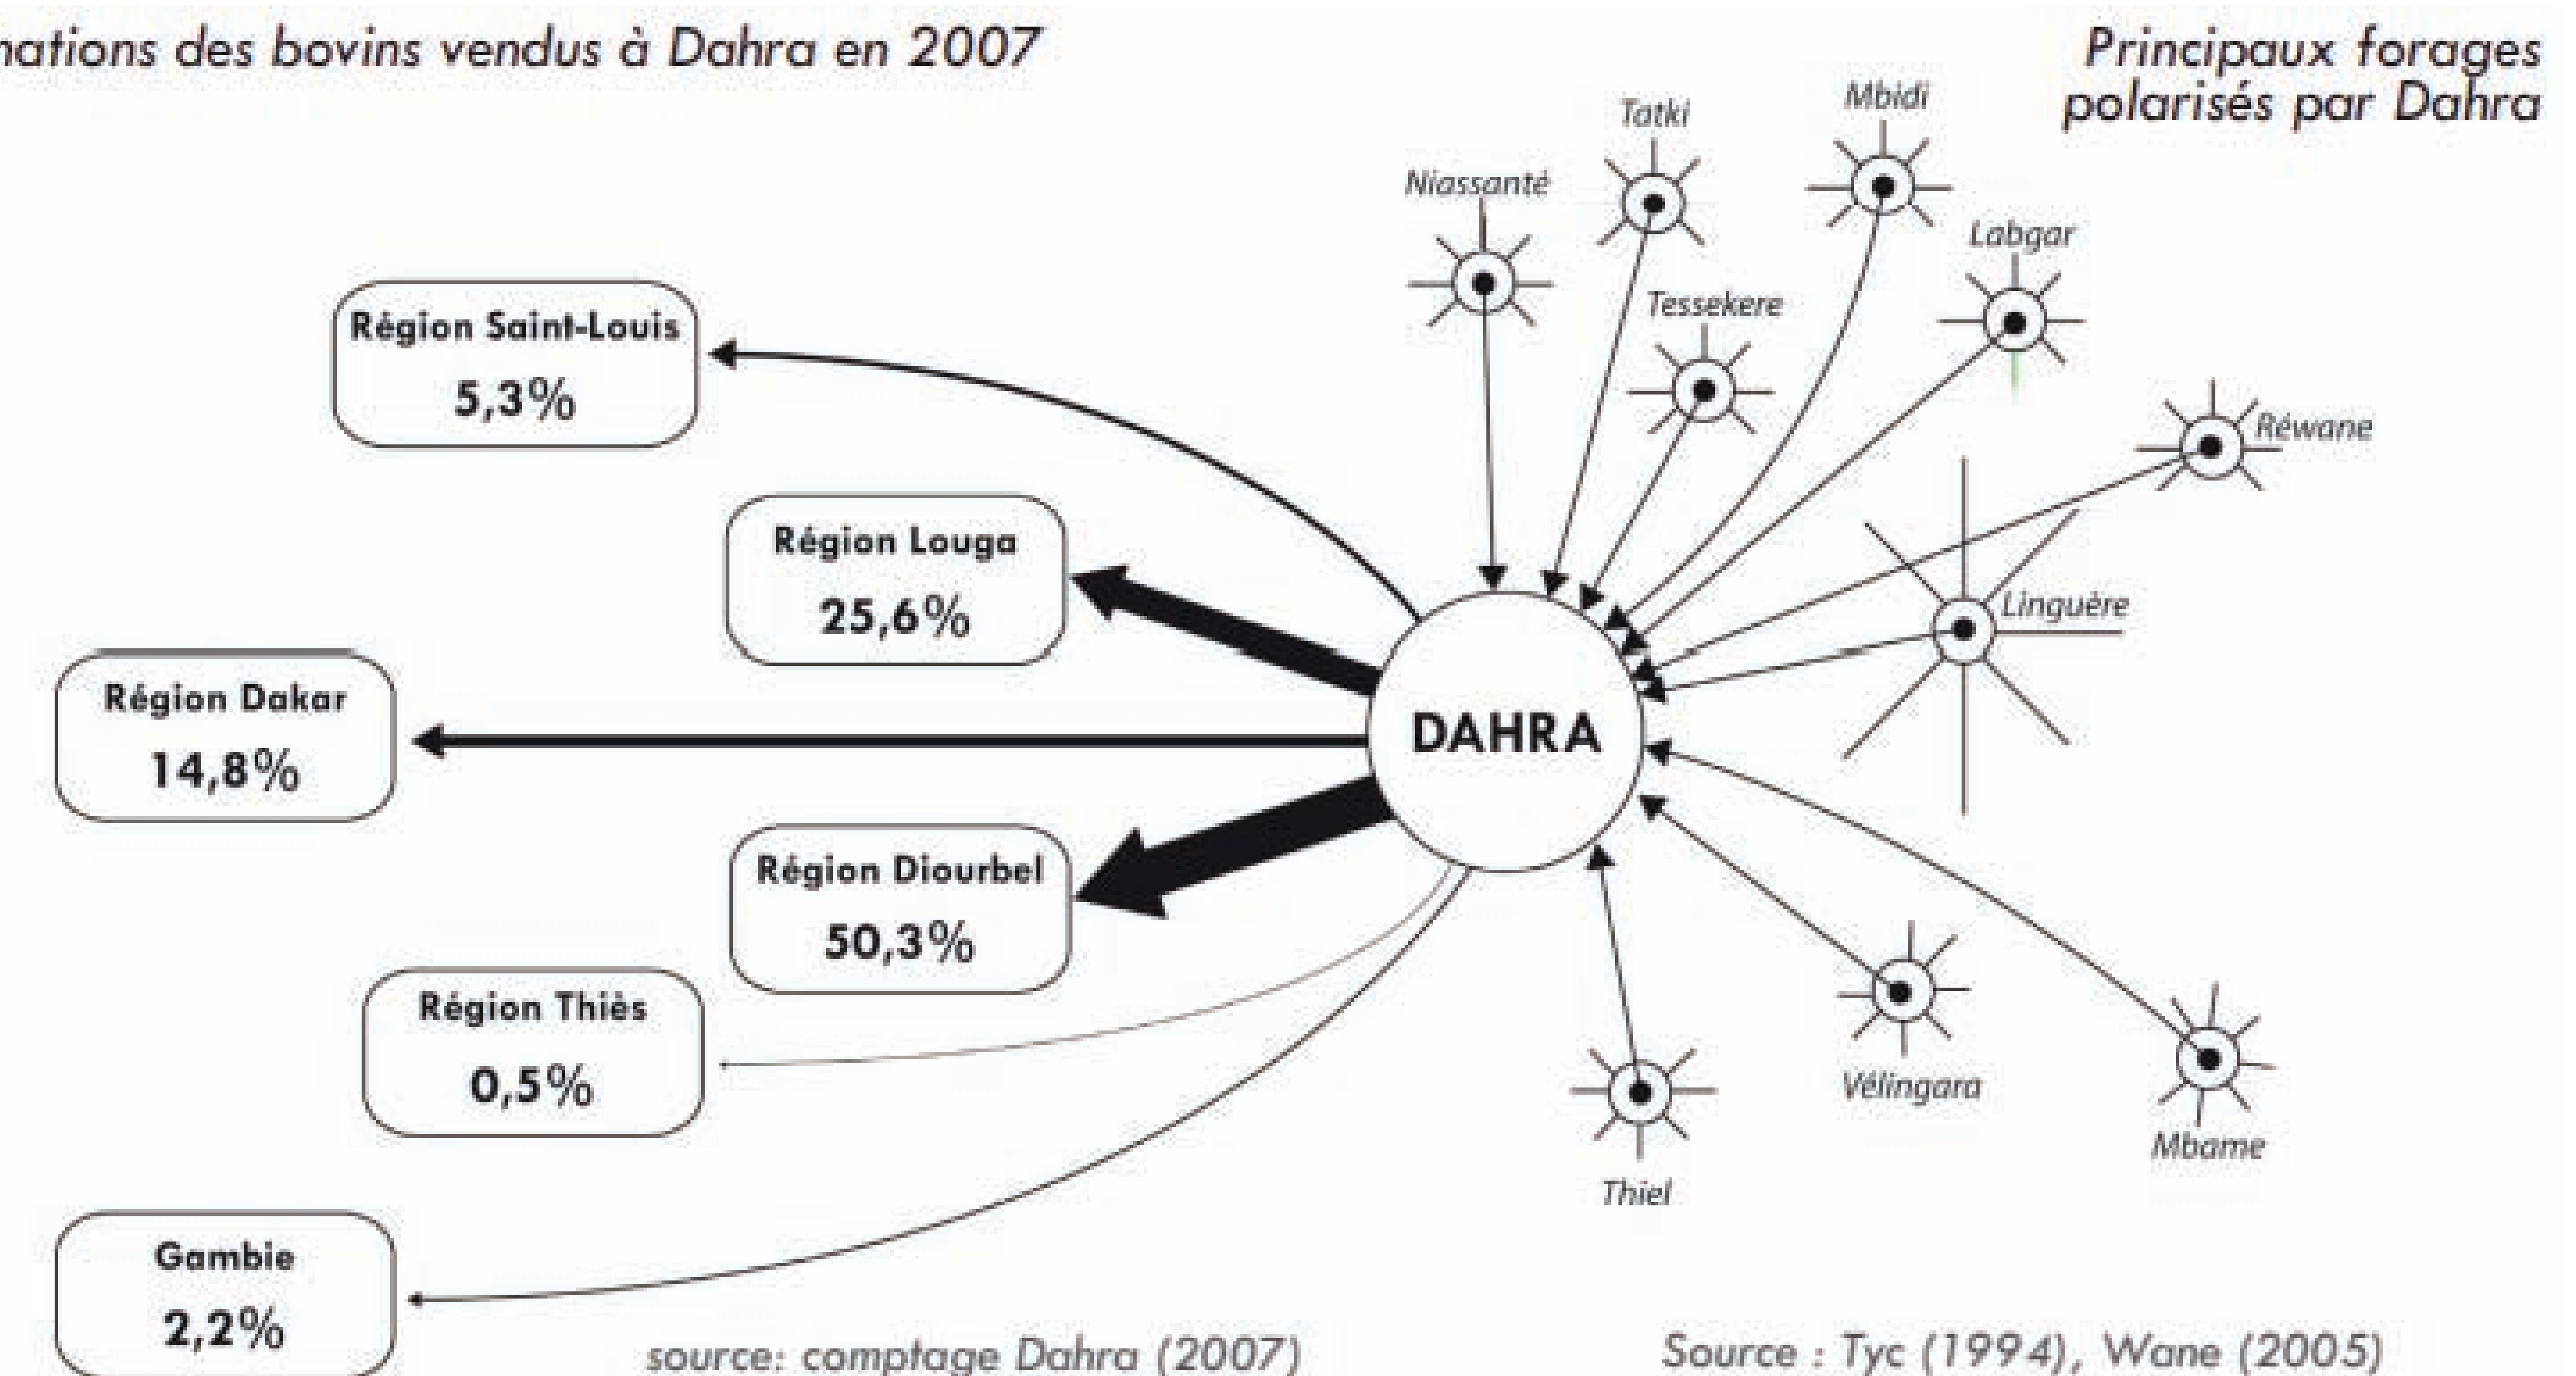 nations des bovins vendus à Dahra en 2007
Principaux forages
polarisés par Dahra
Mbidi
Tatki
Niassanté
Labgar
Tessekere
Région Saint-Louis
5,3%
Réwane
Région Louga
25,6%
Linguère
Région Dakar
14,8%
DAHRA
Région Diourbel
50,3%
Région Thiès
0,5%
Vélingara
Mbame
Thiel
Gambie
2,2%
source: comptage Dahra (2007)
Source : Tyc (1994), Wane (2005)